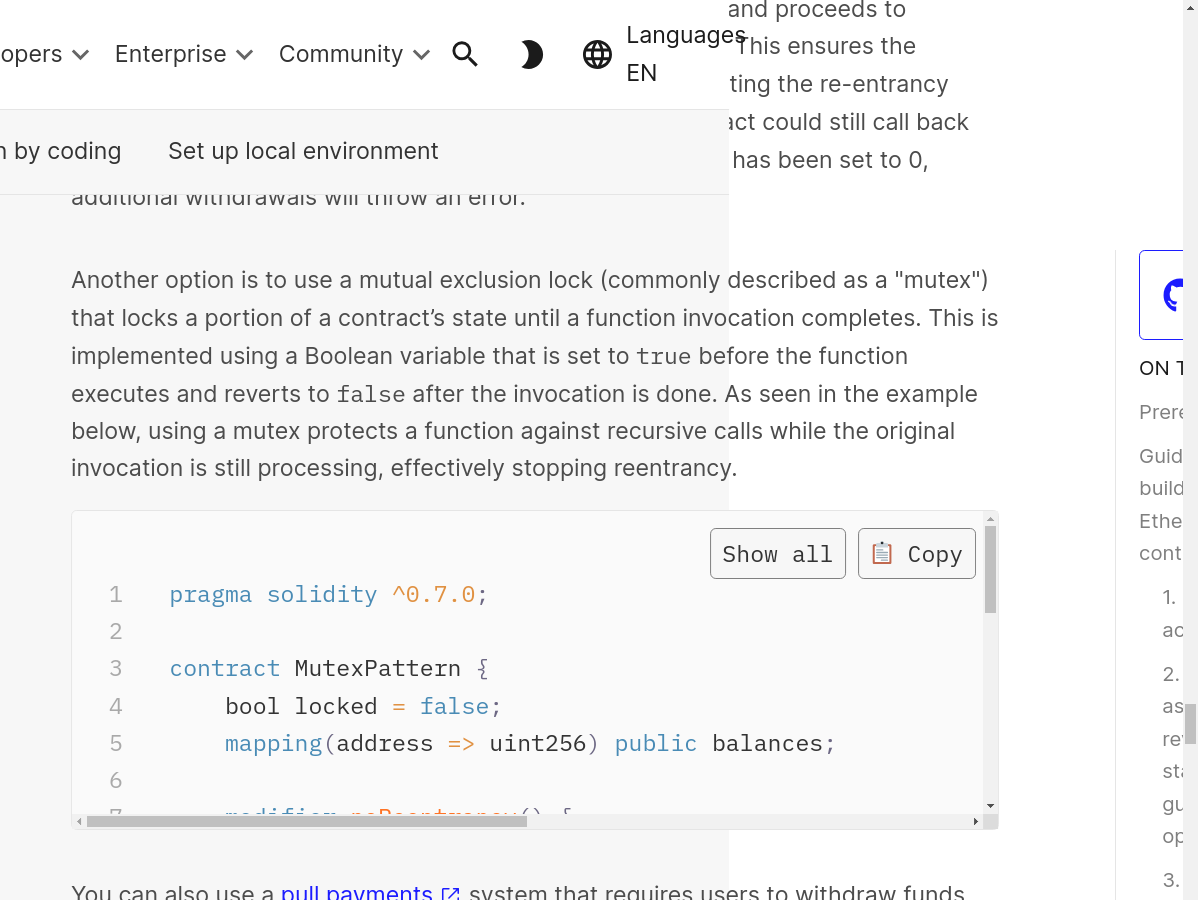 and proceeds to
opers Enterprise Community Languages
EN
This ensures the
ting the re-entrancy
act could still call back
has been set to 0,
n by coding Set up local environment
additional withdrawals will throw an error.
Another option is to use a mutual exclusion lock (commonly described as a "mutex")
that locks a portion of a contract’s state until a function invocation completes. This is
implemented using a Boolean variable that is set to true before the function
executes and reverts to false after the invocation is done. As seen in the example
below, using a mutex protects a function against recursive calls while the original
invocation is still processing, effectively stopping reentrancy.
Show all Copy
1 pragma solidity ^0.7.0;
2
3 contract MutexPattern {
4 bool locked = false;
5 mapping(address => uint256) public balances;
6
7 modifier noReentrancy() {
You can also use a pull payments system that requires users to withdraw funds
ON T
Prere
Guid
build
Ethe
cont
1.
ac
2.
as
re
sta
gu
op
3.